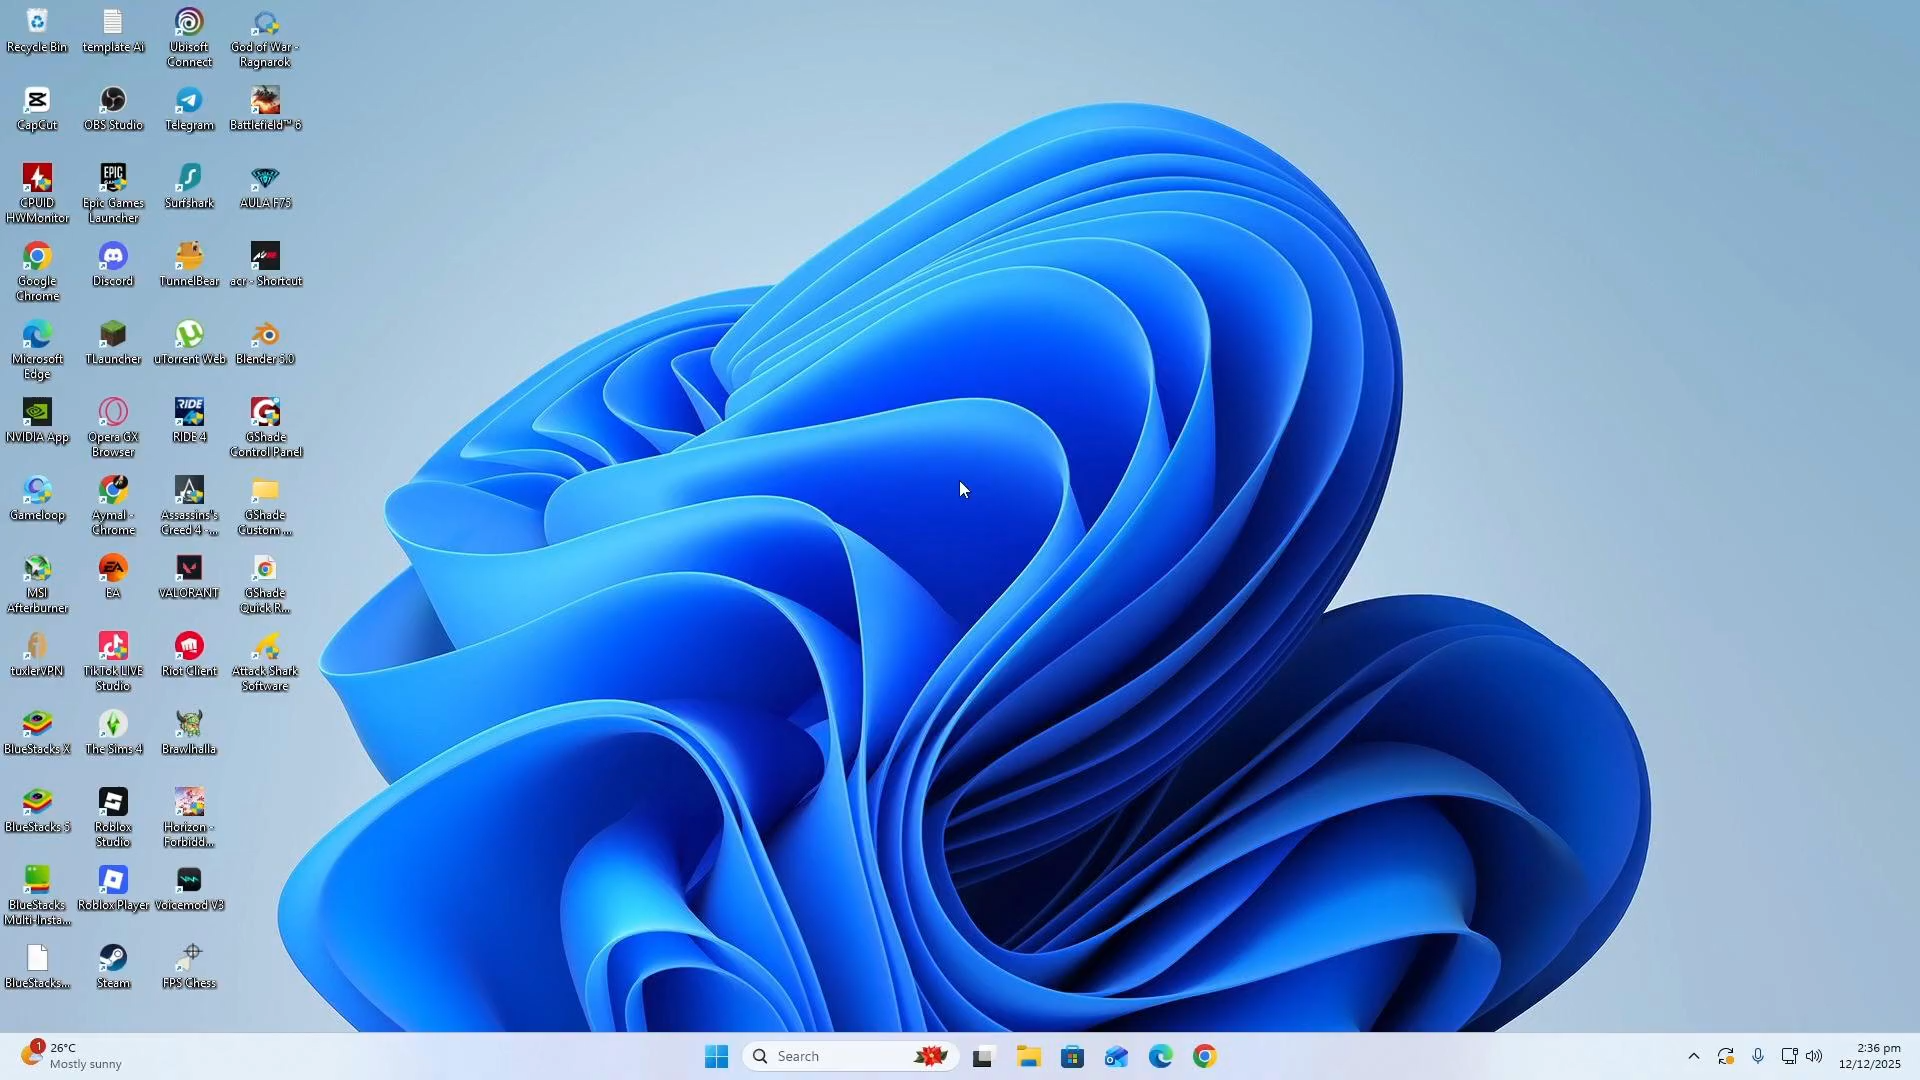 Recycle Bin
template Ai
Ubisoft
Connect
God of War -
Ragnarok
CapCut
OBS Studio
Telegram
Battlefield™ 6
CPUID
HWMonitor
Epic Games
Launcher
Surfshark
AULA F75
Google
Chrome
Discord
TunnelBear
acr - Shortcut
Microsoft
Edge
TLauncher
uTorrent Web
Blender 5.0
NVIDIA App
Opera GX
Browser
RIDE 4
GShade
Control Panel
Gameloop
Aymal -
Chrome
Assassins's
Creed 4 -...
GShade
Custom ...
MSI
Afterburner
EA
VALORANT
GShade
Quick R...
tuxlerVPN
TikTok LIVE
Studio
Riot Client
Attack Shark
Software
BlueStacks X
The Sims 4
Brawlhalla
BlueStacks 5
Roblox
Studio
Horizon -
Forbidd...
BlueStacks
Multi-Insta...
Roblox Player
Voicemod V3
BlueStacks...
Steam
FPS Chess
1
26°C
Mostly sunny
Search
2:36 pm
12/12/2025